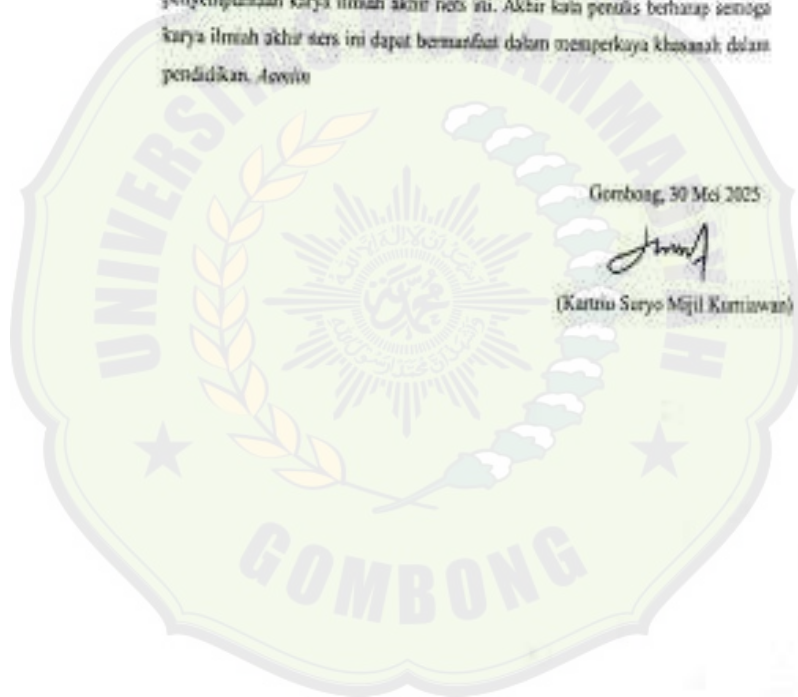 penyempurnaan karya ilmiah akhir ners ini. Akhir kata penulis berharap semoga
karya ilmiah akhir ners ini dapat bermanfaat dalam memperkaya khasanah dalam
pendidikan. Aamiin
Gombong, 30 Mei 2025
(Kartriu Suryo Mijil Kurniawan)
UNIVERSITAS MUHAMMADIYAH
GOMBONG